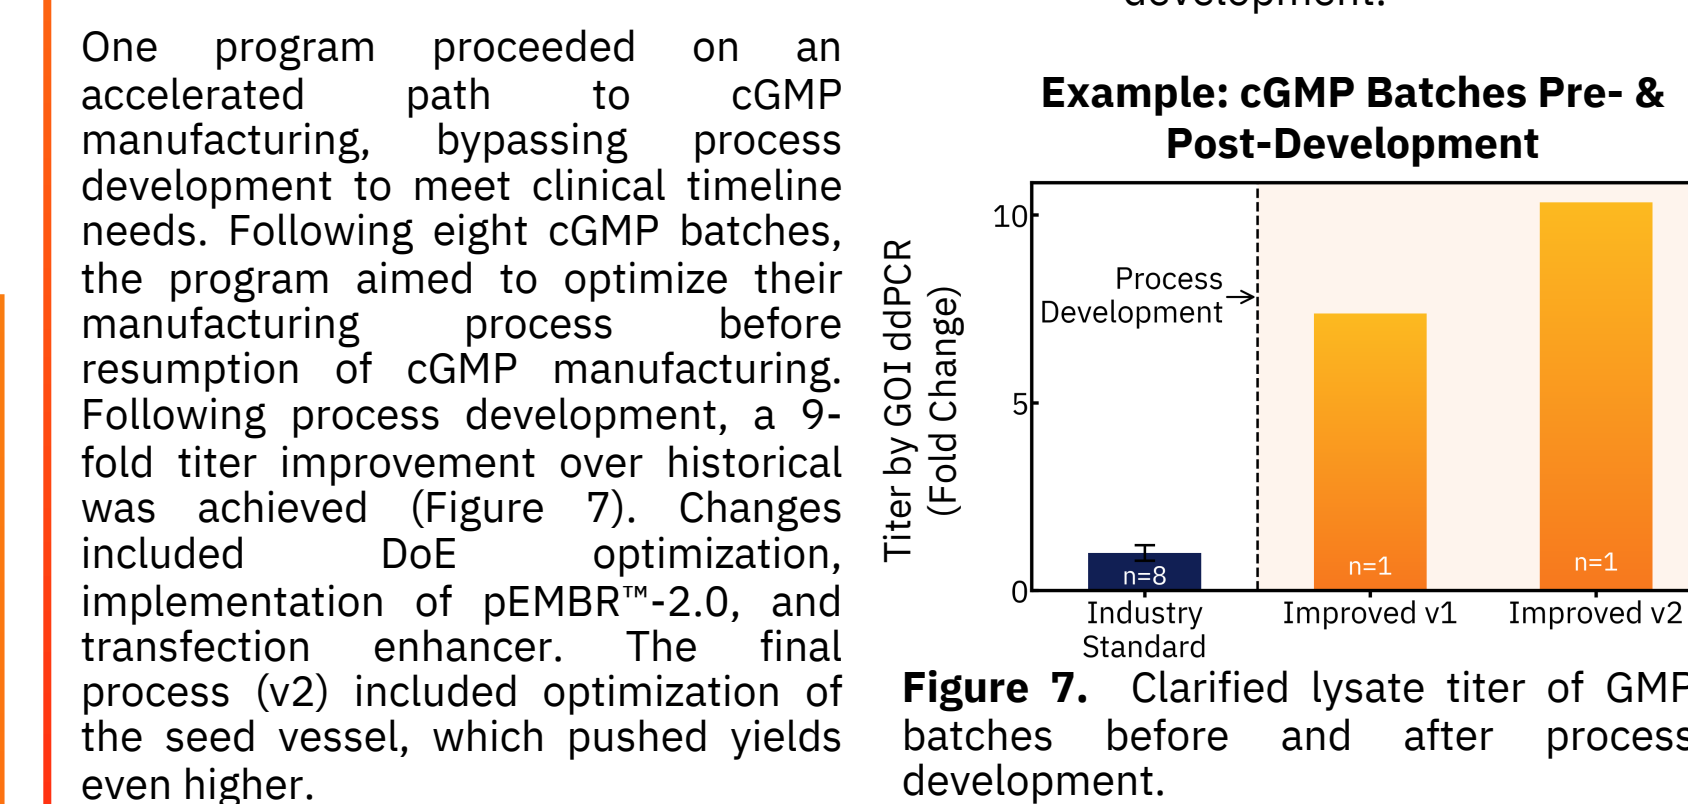 One program proceeded on an
accelerated path to cGMP
manufacturing, bypassing process
development to meet clinical timeline
needs. Following eight cGMP batches,
the program aimed to optimize their
manufacturing process before
resumption of cGMP manufacturing.
Following process development, a 9-
fold titer improvement over historical
was achieved (Figure 7). Changes
included DoE optimization,
implementation of pEMBR™-2.0, and
transfection enhancer. The final
process (v2) included optimization of
the seed vessel, which pushed yields
even higher.
development.
Example: cGMP Batches Pre- &
Post-Development
Titer by GOI ddPCR
(Fold Change)
10
5
0
Process
Development
n=8
n=1
n=1
Industry
Standard
Improved v1
Improved v2
Figure 7. Clarified lysate titer of GMP
batches before and after process
development.